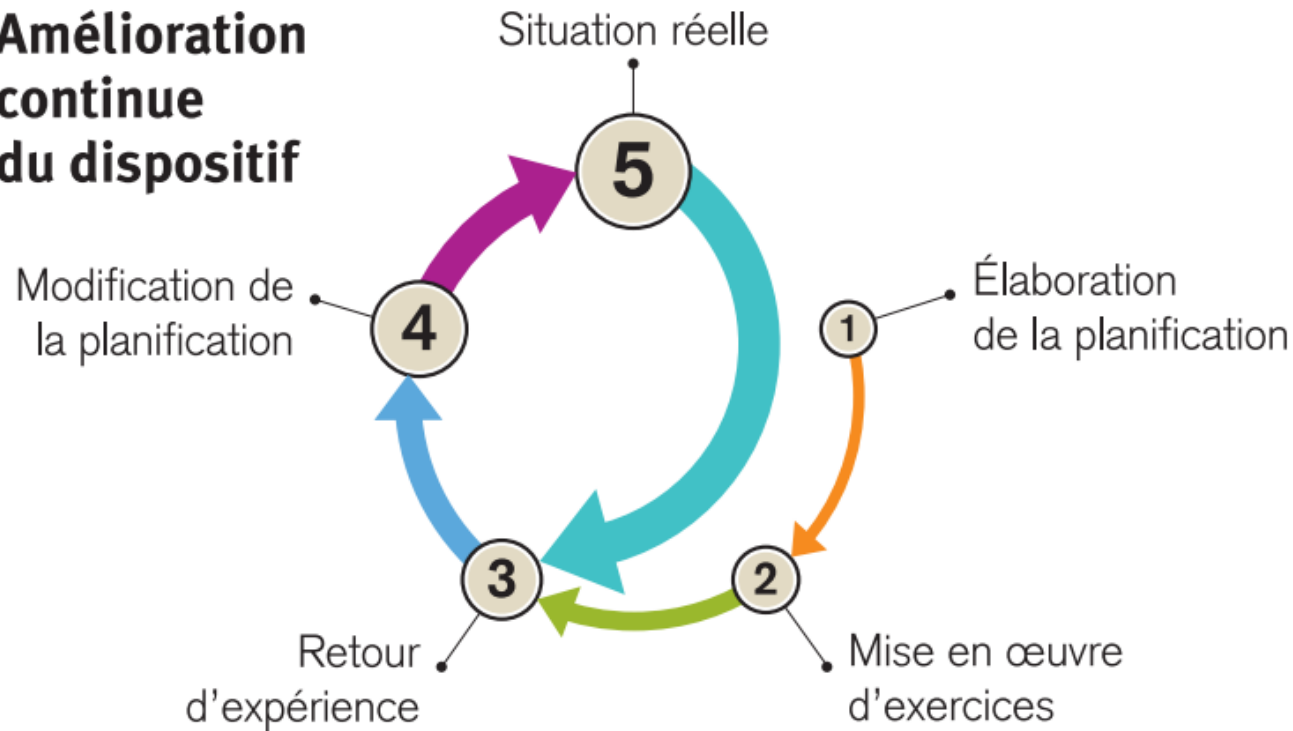 Amélioration
continue
du dispositif
Situation réelle
5
Modification de
la planification
4
1
Élaboration
de la planification
3
2
Retour
d'expérience
Mise en œuvre
d'exercices